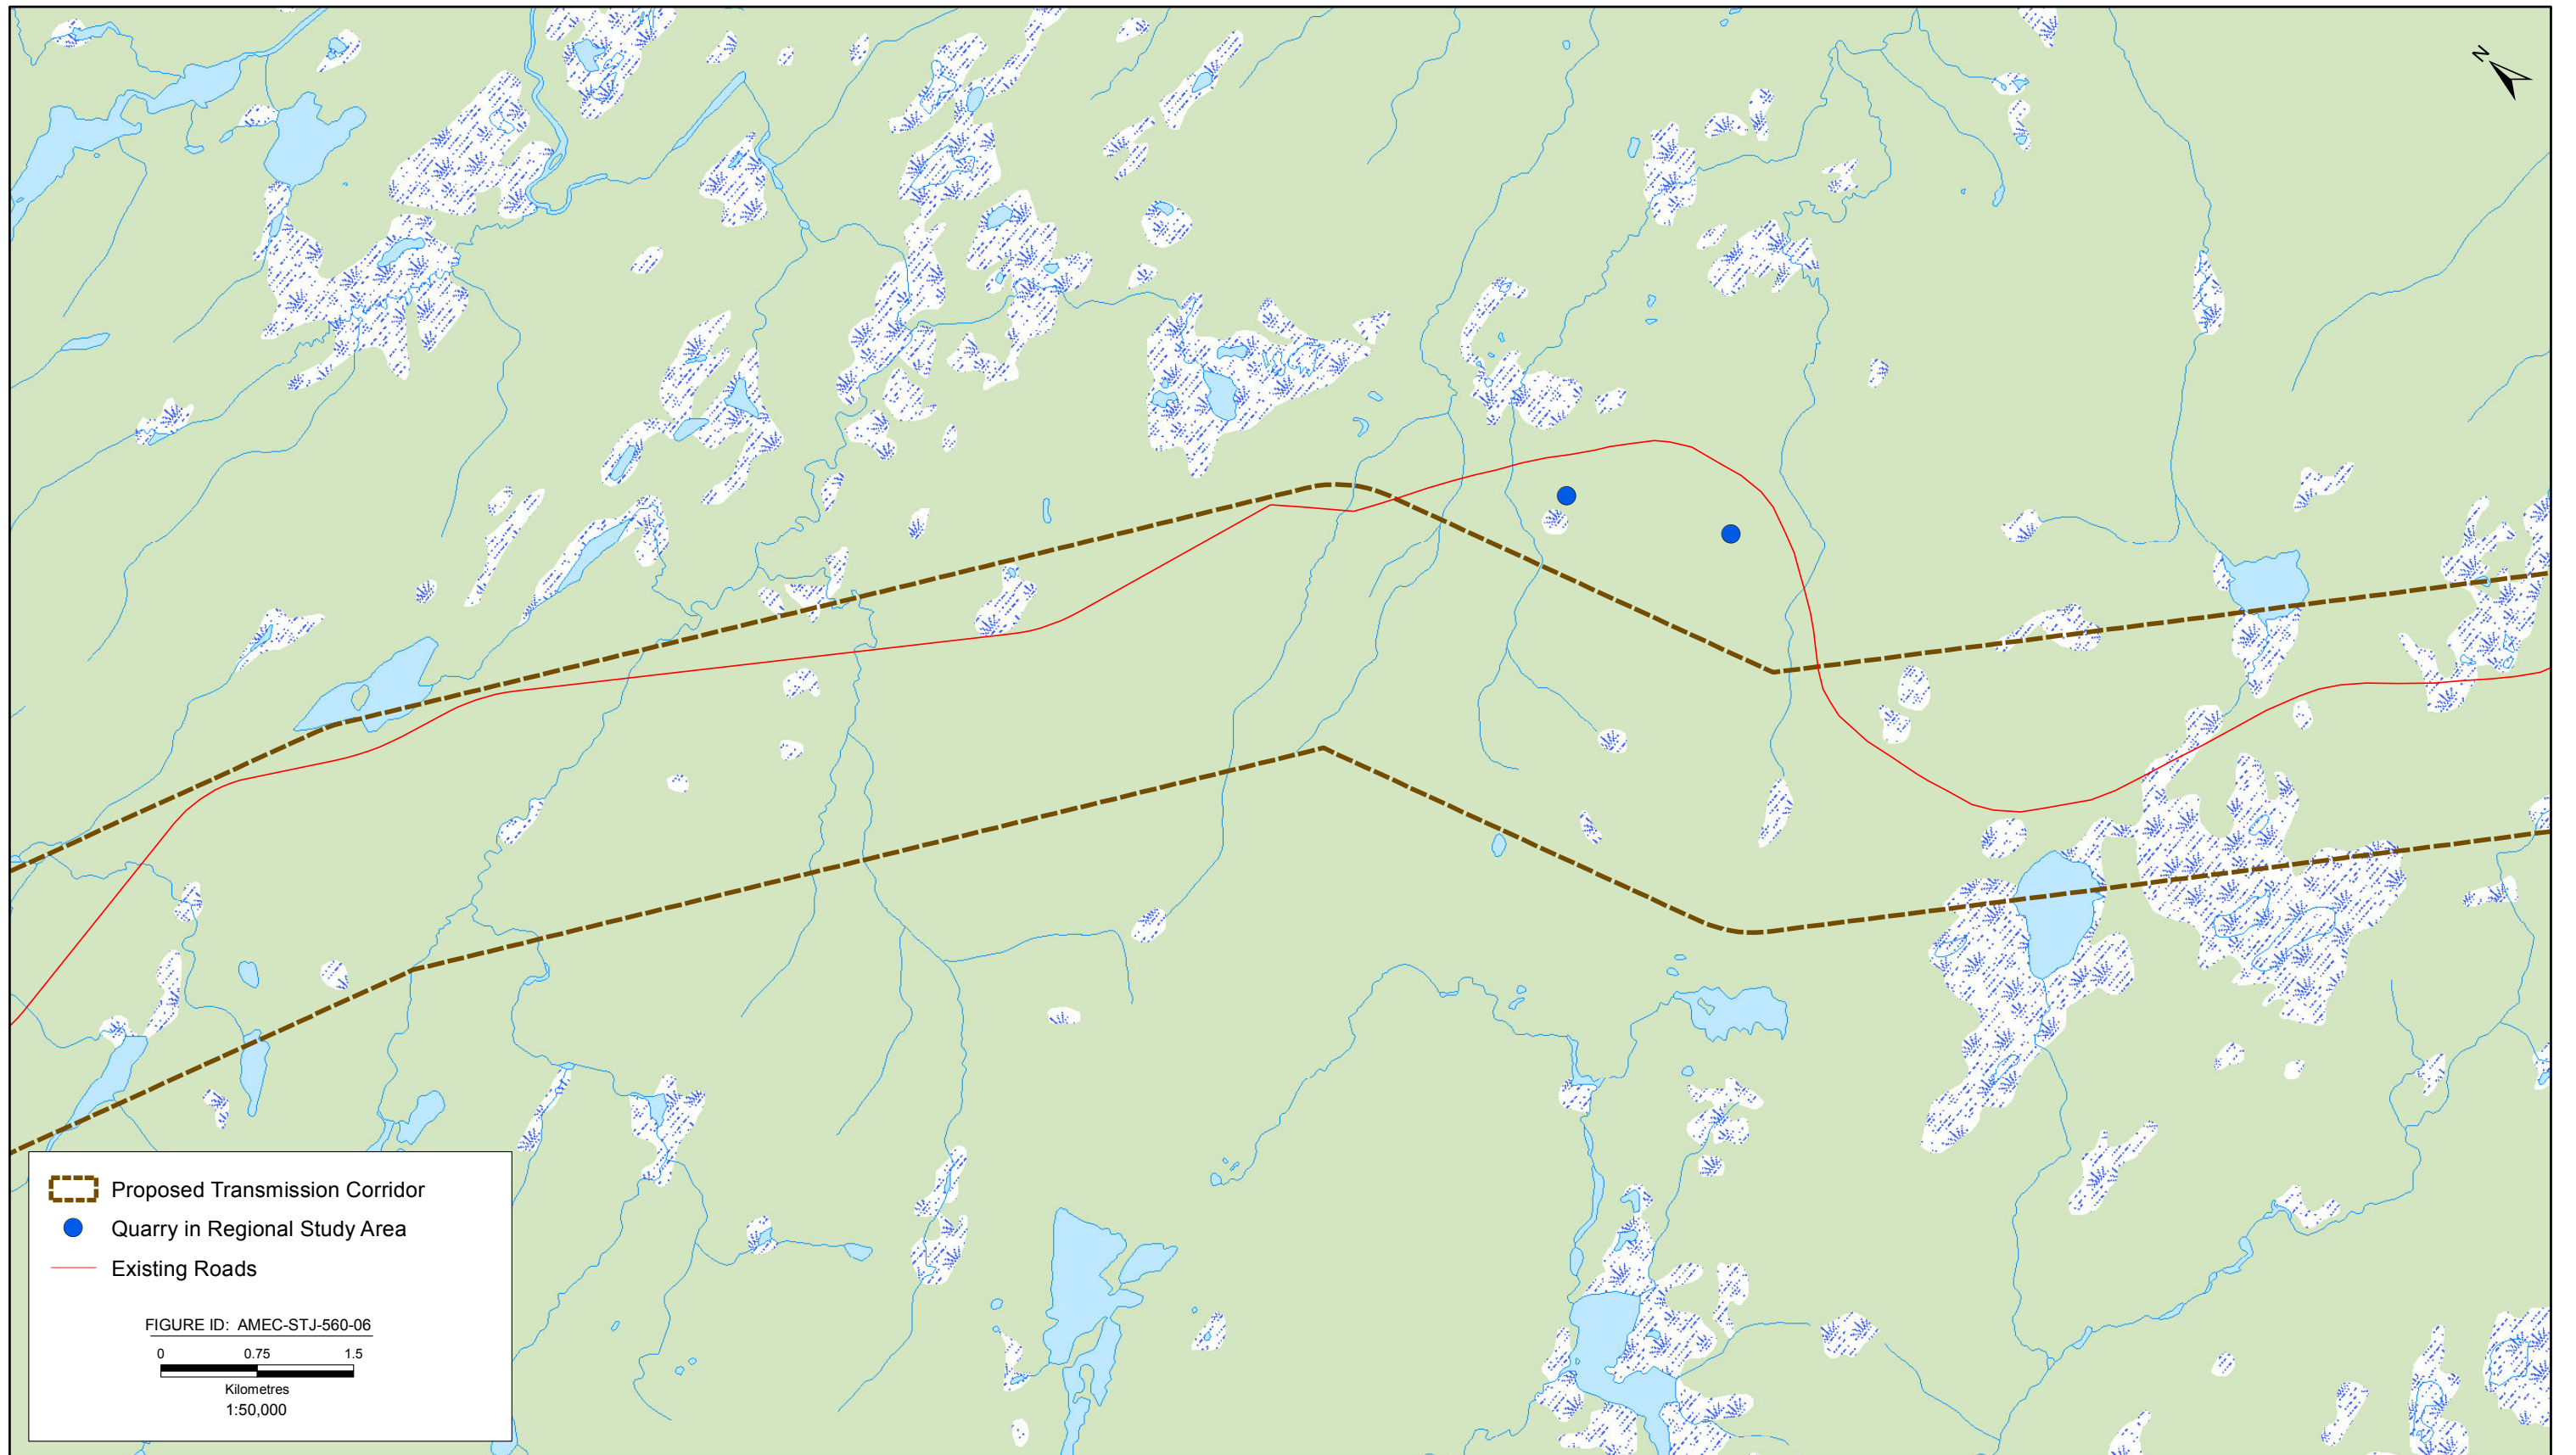 N
Proposed Transmission Corridor
Quarry in Regional Study Area
Existing Roads
FIGURE ID: AMEC-STJ-560-06
0 0.75 1.5
Kilometres
1:50,000